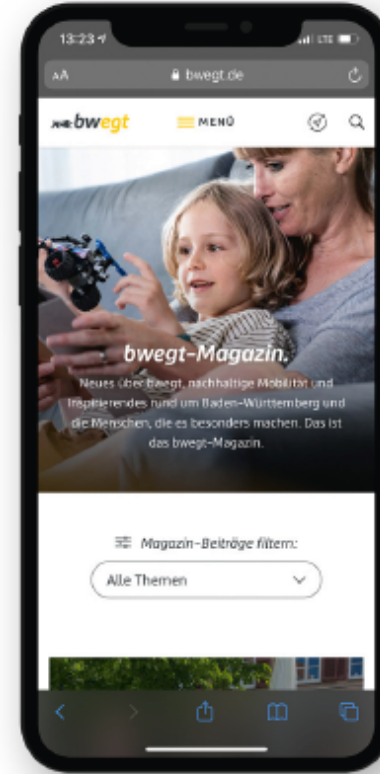 13:23
LTE
AA
bwegt.de
bwegt
MENÜ
bwegt-Magazin.
Neues über bwegt, nachhaltige Mobilität und
Inspirierendes rund um Baden-Württemberg und
die Menschen, die es besonders machen. Das ist
das bwegt-Magazin.
Magazin-Beiträge filtern:
Alle Themen